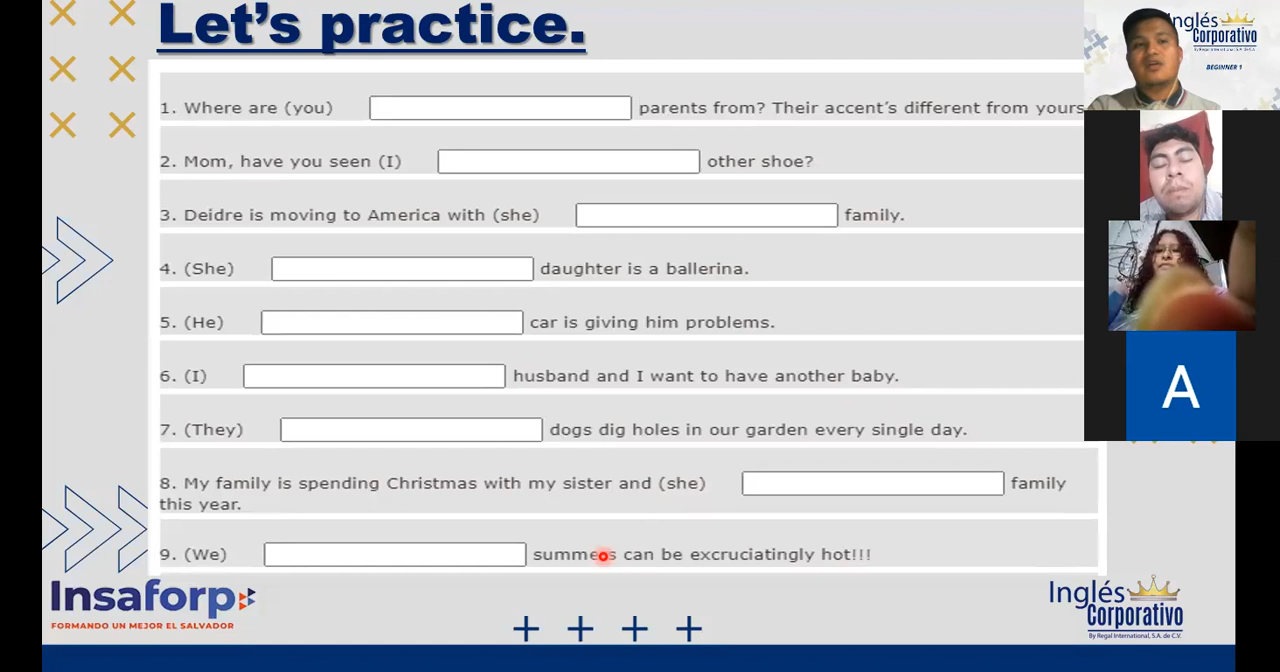 Let's practice.
1. Where are (you) parents from? Their accent's different from yours
2. Mom, have you seen (I) other shoe?
3. Deidre is moving to America with (she) family.
4. (She) daughter is a ballerina.
5. (He) car is giving him problems.
6. (I) husband and I want to have another baby.
7. (They) dogs dig holes in our garden every single day.
8. My family is spending Christmas with my sister and (she) family
this year.
9. (We) summers can be excruciatingly hot!!!
Inglés
Corporativo
By Regal International, S.A. de C.V.
BEGINNER 1
A
Insaforp
FORMANDO UN MEJOR EL SALVADOR
Inglés
Corporativo
By Regal International, S.A. de C.V.